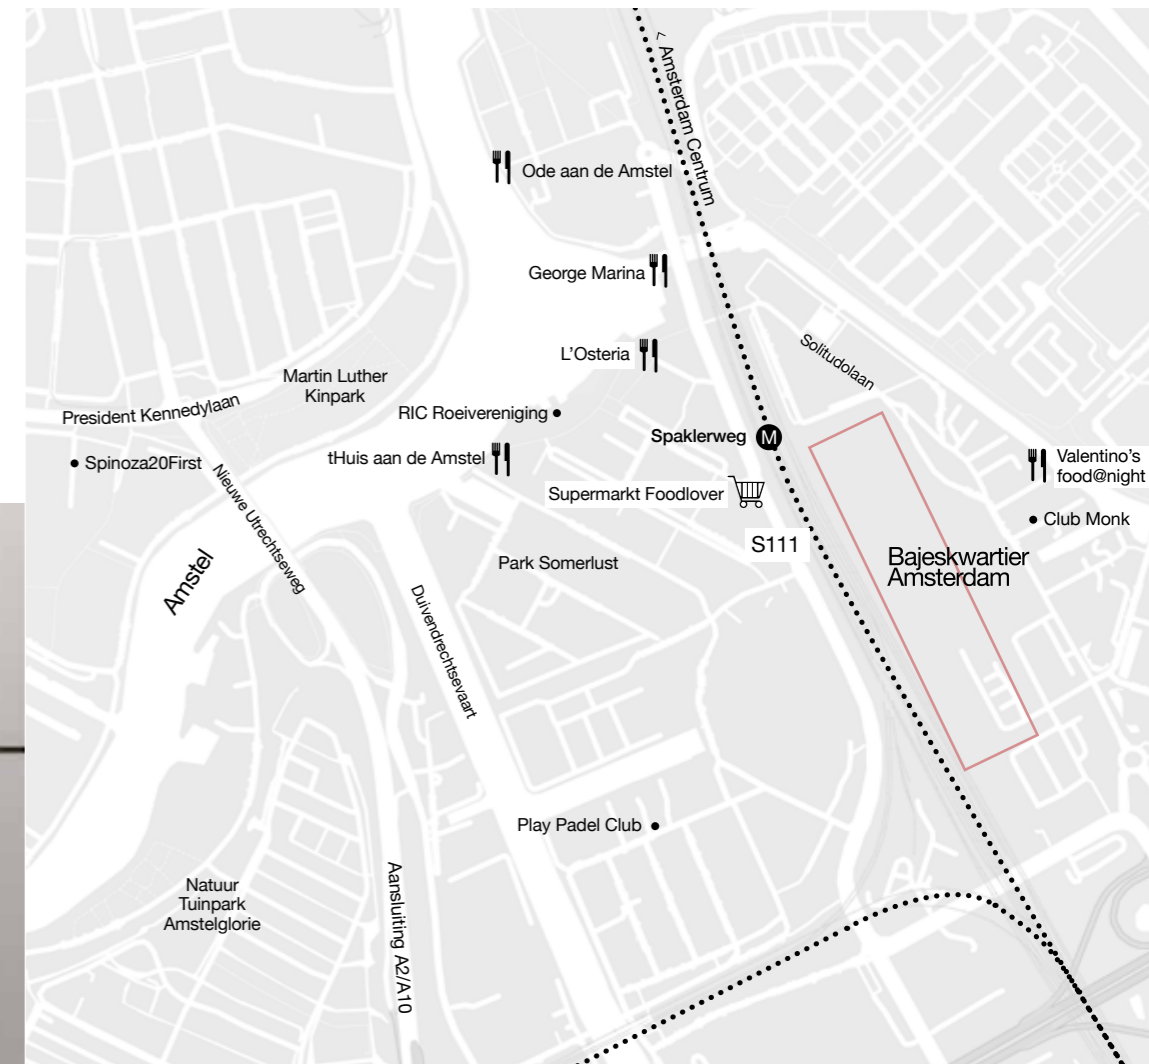 < Amsterdam Centrum
Ode aan de Amstel
George Marina
L'Osteria
Solitudolaan
Martin Luther
Kinpark
President Kennedylaan
RIC Roeivereniging
Spaklerweg M
tHuis aan de Amstel
Spinoza20First
Valentino's
food@night
Supermarkt Foodlover
Nieuwe Utrechtseweg
Club Monk
S111
Bajeskwartier
Amsterdam
Amstel
Park Somerlust
Duivendrechtsevaart
Play Padel Club
Natuur
Tuinpark
Amstelglorie
Aansluiting A2/A10